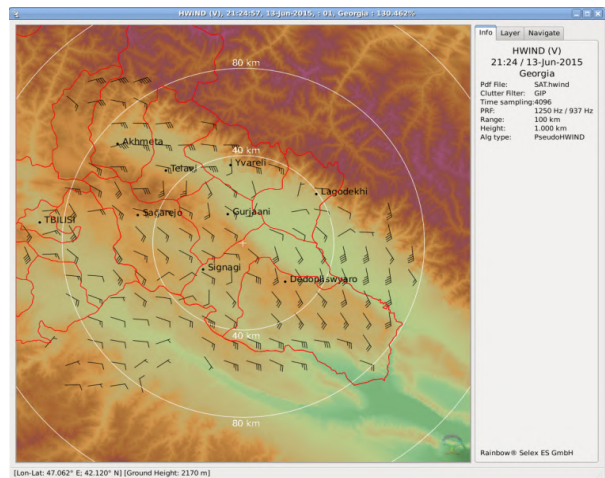 HWIND (V), 21:24:57, 13-Jun-2015, : 01, Georgia : 130.462%
Info Layer Navigate
HWIND (V)
21:24 / 13-Jun-2015
Georgia
Pdf File: SAT.hwind
Clutter Filter: GIP
Time sampling:4096
PRF: 1250 Hz / 937 Hz
Range: 100 km
Height: 1.000 km
Alg type: PseudoHWIND
80 km
Akhmeta
40 km
Telavi
Yvareli
Lagodekhi
Sagarejo
Gurjaani
TBILISI
Signagi
Dedopliswyaro
40 km
80 km
Rainbow® Selex ES GmbH
[Lon-Lat: 47.062° E; 42.120° N] [Ground Height: 2170 m]